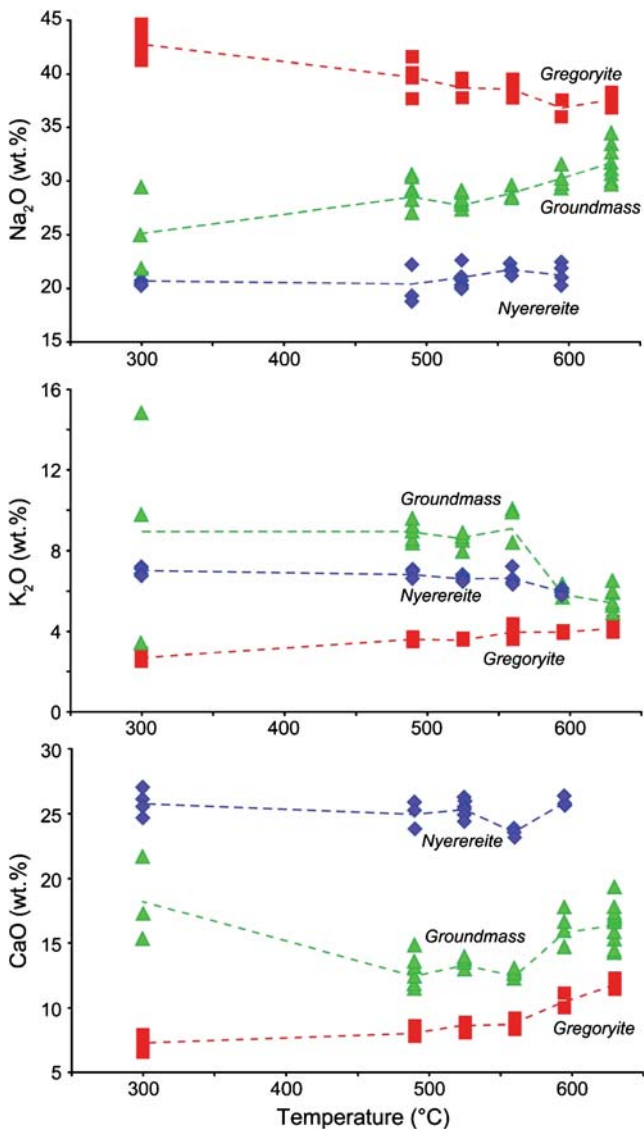 45
40
35
30
25
20
15
Na₂O (wt.%)
Gregoryite
Groundmass
Nyerereite
300
400
500
600
16
12
8
4
0
K₂O (wt.%)
Groundmass
Nyerereite
Gregoryite
300
400
500
600
30
25
20
15
10
5
CaO (wt.%)
Nyerereite
Groundmass
Gregoryite
300
400
500
600
Temperature (°C)